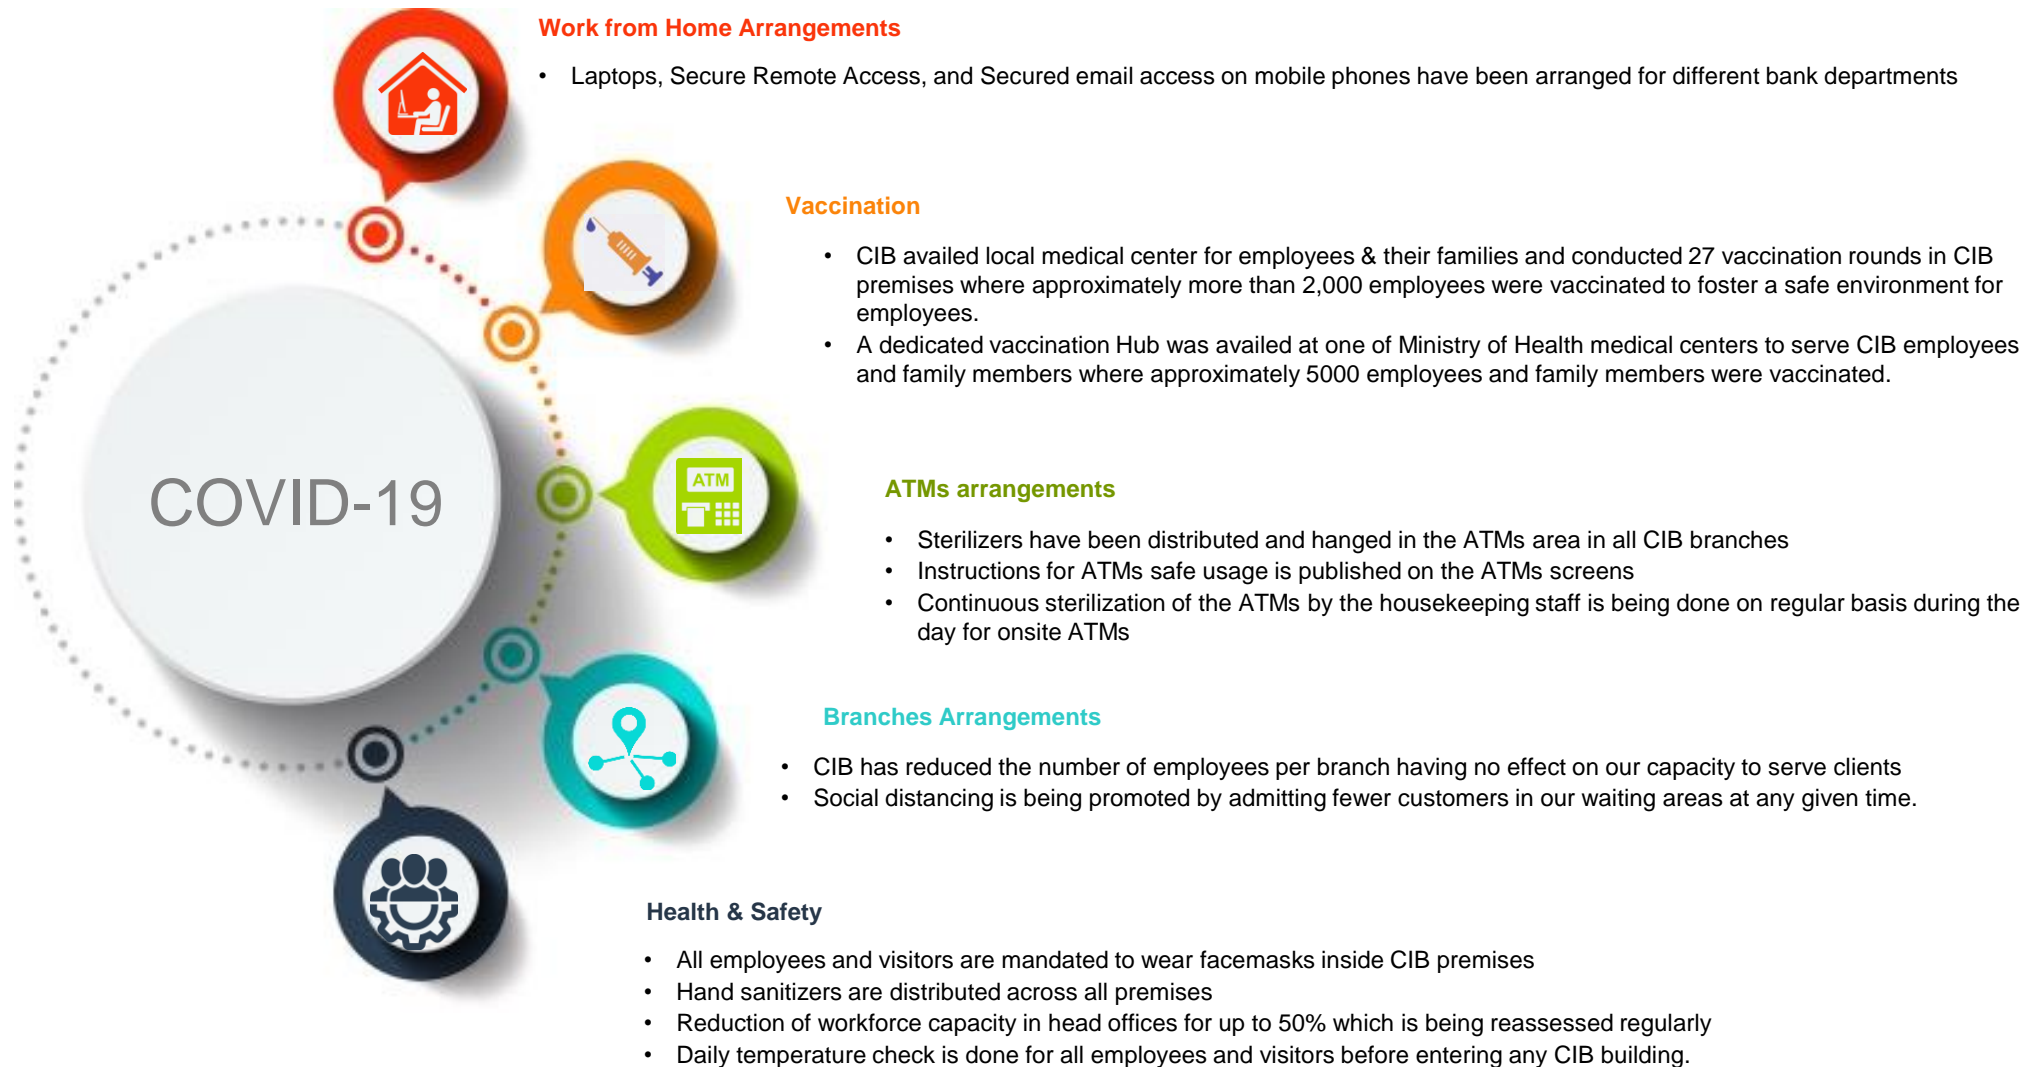 Work from Home Arrangements
• Laptops, Secure Remote Access, and Secured email access on mobile phones have been arranged for different bank departments
Vaccination
• CIB availed local medical center for employees & their families and conducted 27 vaccination rounds in CIB
premises where approximately more than 2,000 employees were vaccinated to foster a safe environment for
employees.
• A dedicated vaccination Hub was availed at one of Ministry of Health medical centers to serve CIB employees
and family members where approximately 5000 employees and family members were vaccinated.
COVID-19
ATM
ATMs arrangements
• Sterilizers have been distributed and hanged in the ATMs area in all CIB branches
• Instructions for ATMs safe usage is published on the ATMs screens
• Continuous sterilization of the ATMs by the housekeeping staff is being done on regular basis during the
day for onsite ATMs
Branches Arrangements
• CIB has reduced the number of employees per branch having no effect on our capacity to serve clients
• Social distancing is being promoted by admitting fewer customers in our waiting areas at any given time.
Health & Safety
• All employees and visitors are mandated to wear facemasks inside CIB premises
• Hand sanitizers are distributed across all premises
• Reduction of workforce capacity in head offices for up to 50% which is being reassessed regularly
• Daily temperature check is done for all employees and visitors before entering any CIB building.